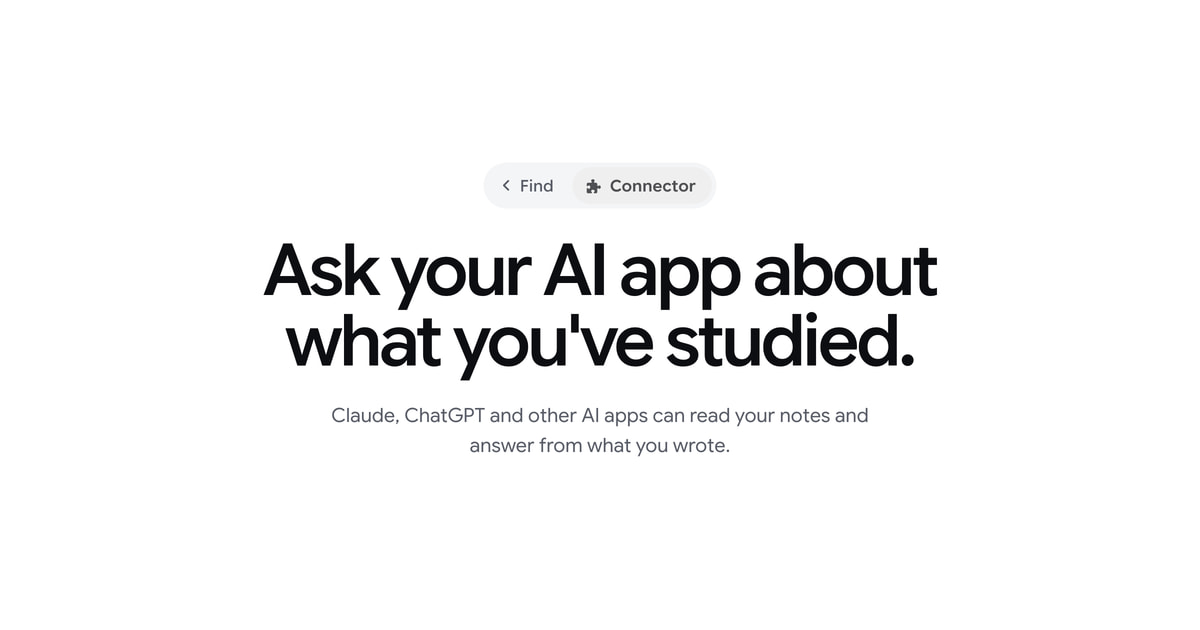 Find
Connector
Ask your AI app about
what you've studied.
Claude, ChatGPT and other AI apps can read your notes and
answer from what you wrote.